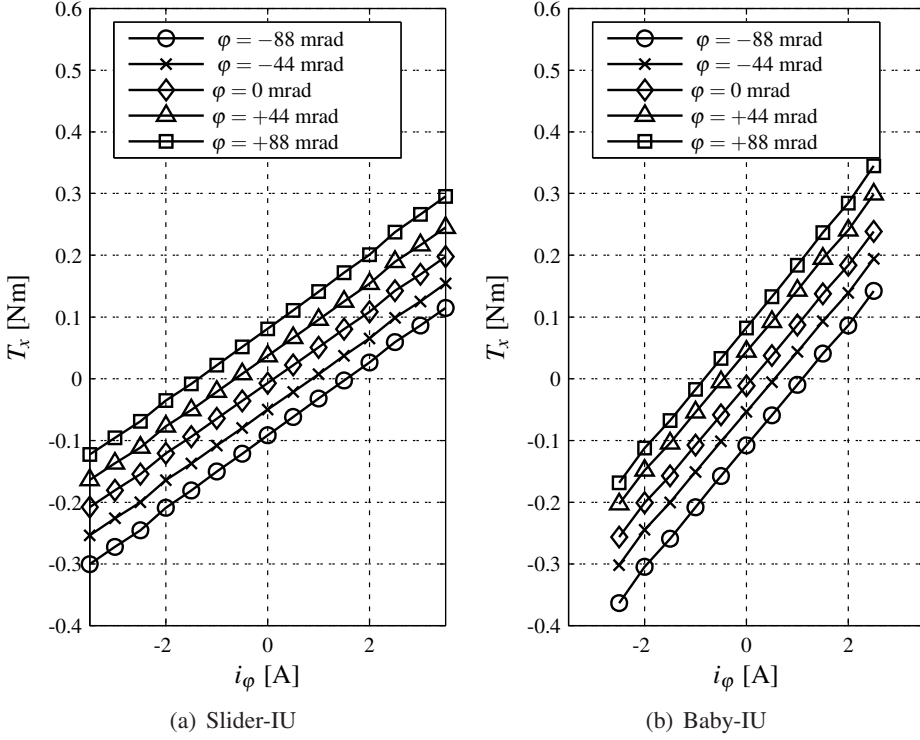 0.6
φ = −88 mrad
φ = −44 mrad
φ = 0 mrad
φ = +44 mrad
φ = +88 mrad
0.5
0.4
0.3
0.2
0.1
0
-0.1
-0.2
-0.3
-0.4
-2
0
2
T_x [Nm]
i_φ [A]
(a) Slider-IU
0.6
φ = −88 mrad
φ = −44 mrad
φ = 0 mrad
φ = +44 mrad
φ = +88 mrad
0.5
0.4
0.3
0.2
0.1
0
-0.1
-0.2
-0.3
-0.4
-2
0
2
T_x [Nm]
i_φ [A]
(b) Baby-IU